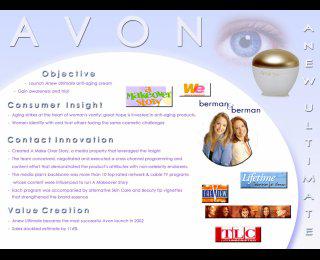 AVON
ANEW ULTIMATE
Objective
- Launch Anew Ultimate anti-aging cream
- Gain awareness and trial
a Makeover Story
We
Consumer Insight
- Aging strikes at the heart of woman's vanity; great hope is invested in anti-aging products.
- Women identify with and trust others facing the same cosmetic challenges
berman & berman
Contact Innovation
- Created A Make Over Story, a media property that leveraged the insight
- The team conceived, negotiated and executed a cross channel programming and
content effort that demonstrated the product's attributes with non-celebrity endorsers.
- The media plan's backbone was more than 10 top-rated network & cable TV programs
whose content were influenced to run A Makeover Story
- Each program was accompanied by alternative Skin Care and Beauty tip vignettes
that strengthened the brand essence
Lifetime
THE VIEW
TLC
Value Creation
- Anew Ultimate became the most successful Avon launch in 2002
- Sales doubled estimate by 116%